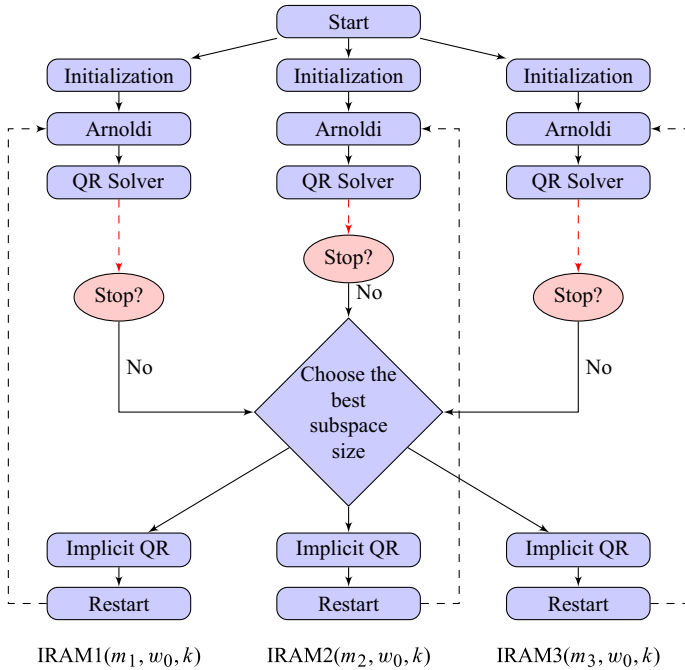 Start
Initialization
Initialization
Initialization
Arnoldi
Arnoldi
Arnoldi
QR Solver
QR Solver
QR Solver
Stop?
Stop?
Stop?
No
No
No
Choose the
best
subspace
size
Implicit QR
Implicit QR
Implicit QR
Restart
Restart
Restart
IRAM1(m₁, w₀, k)
IRAM2(m₂, w₀, k)
IRAM3(m₃, w₀, k)